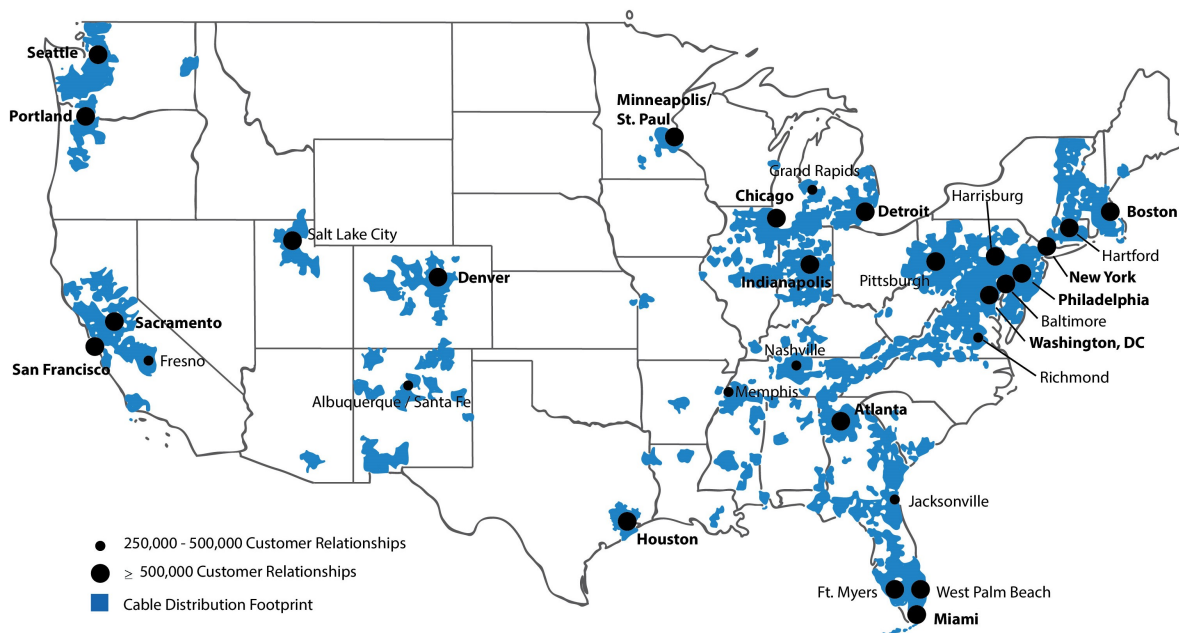 Seattle
Portland
Minneapolis/
St. Paul
Grand Rapids
Chicago
Detroit
Harrisburg
Boston
Hartford
New York
Salt Lake City
Denver
Indianapolis
Pittsburgh
Philadelphia
Baltimore
Washington, DC
Sacramento
San Francisco
Fresno
Nashville
Richmond
Albuquerque / Santa Fe
Memphis
Atlanta
Jacksonville
Houston
Ft. Myers
West Palm Beach
Miami
250,000 - 500,000 Customer Relationships
≥ 500,000 Customer Relationships
Cable Distribution Footprint